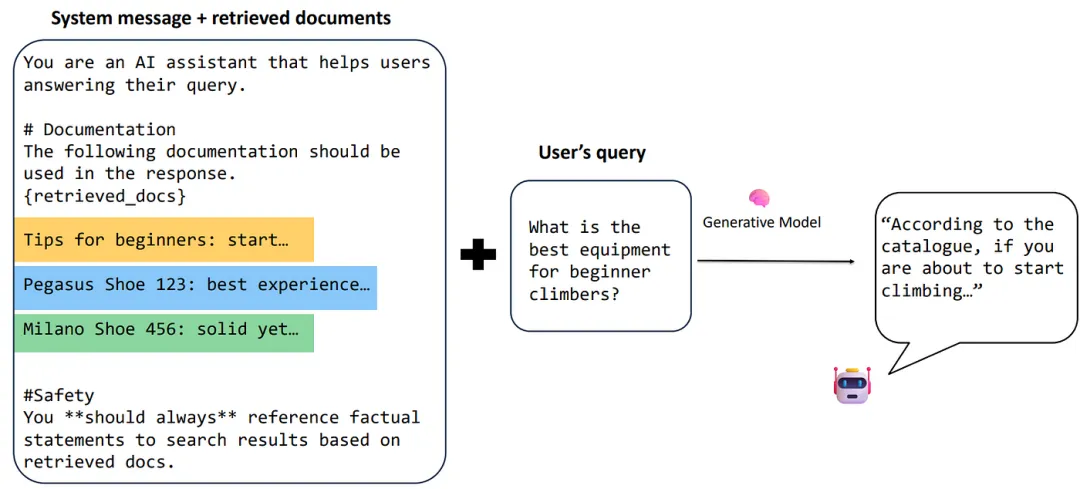 System message + retrieved documents
You are an AI assistant that helps users
answering their query.
# Documentation
The following documentation should be
used in the response.
{retrieved_docs}
Tips for beginners: start…
Pegasus Shoe 123: best experience…
Milano Shoe 456: solid yet…
#Safety
You **should always** reference factual
statements to search results based on
retrieved docs.
User’s query
What is the
best equipment
for beginner
climbers?
Generative Model
“According to the
catalogue, if you
are about to start
climbing…”